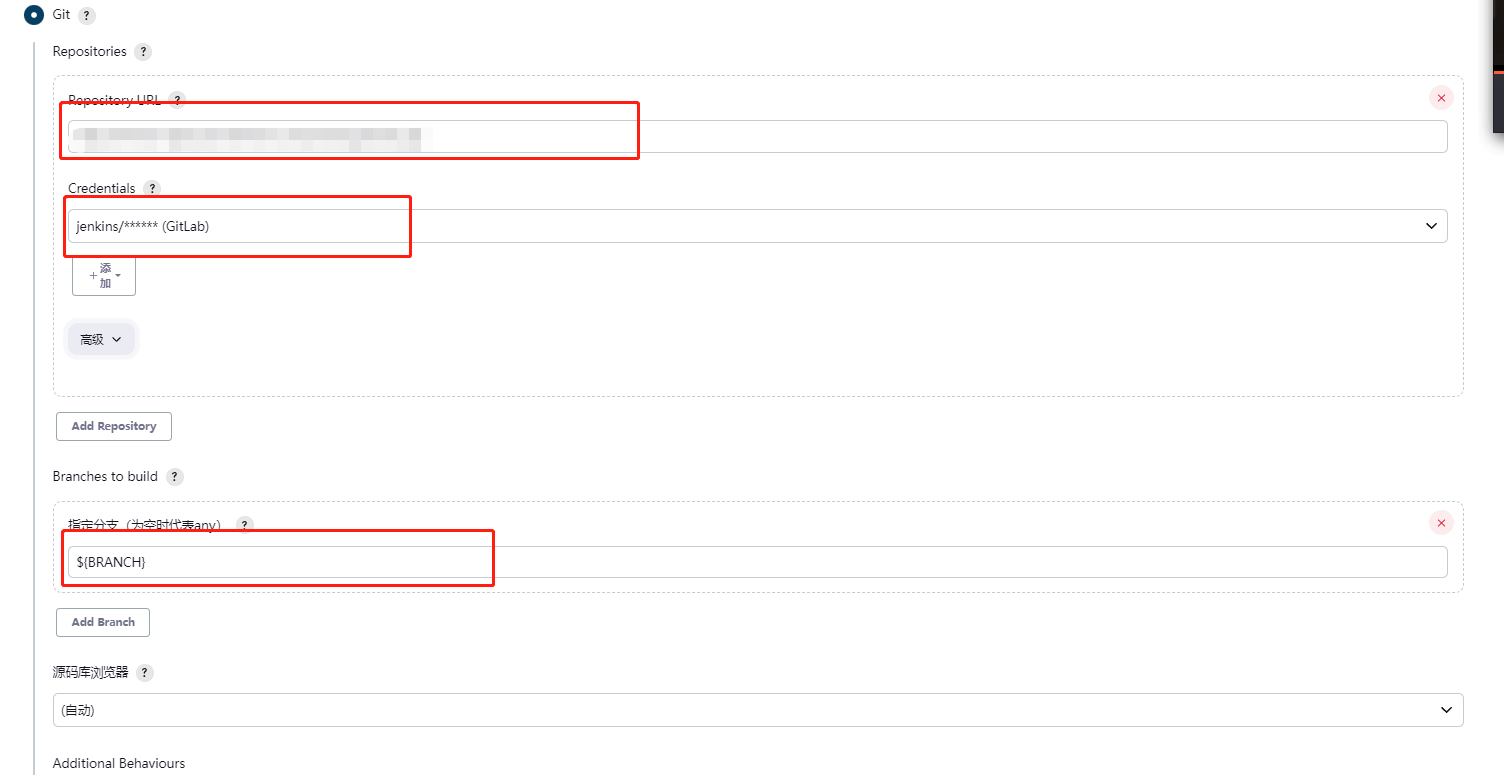 Git ?
Repositories ?
Repository URL ?
Credentials ?
jenkins/****** (GitLab)
+ 添加
高级
Add Repository
Branches to build ?
指定分支（为空时代表any） ?
${BRANCH}
Add Branch
源码库浏览器 ?
(自动)
Additional Behaviours